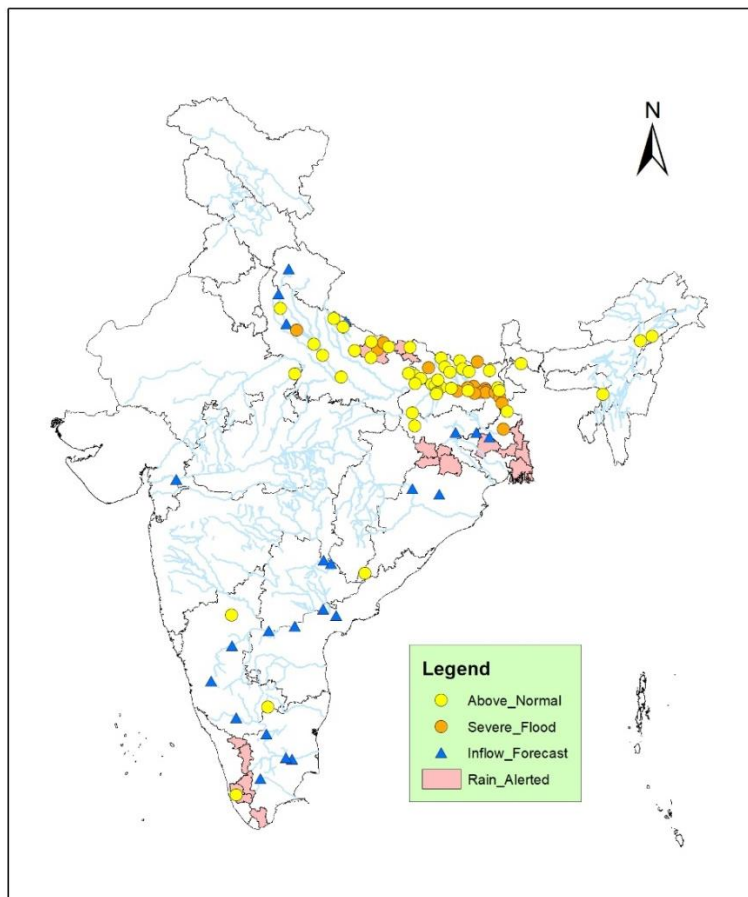 N
Legend
Above_Normal
Severe_Flood
Inflow_Forecast
Rain_Alerted